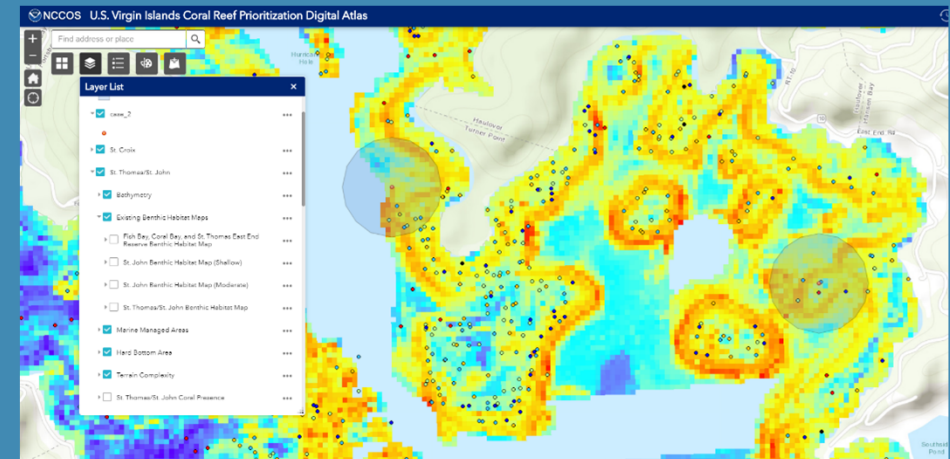 NCCOS U.S. Virgin Islands Coral Reef Prioritization Digital Atlas
Find address or place
Layer List
case_2
St. Croix
St. Thomas/St. John
Bathymetry
Existing Benthic Habitat Maps
Fish Bay, Coral Bay, and St. Thomas East End
Reserve Benthic Habitat Map
St. John Benthic Habitat Map (Shallow)
St. John Benthic Habitat Map (Moderate)
St. Thomas/St. John Benthic Habitat Map
Marine Managed Areas
Hard Bottom Area
Terrain Complexity
St. Thomas/St. John Coral Presence
Hurricane
Hole
Haulover
Turner Point
East End Rd
Point